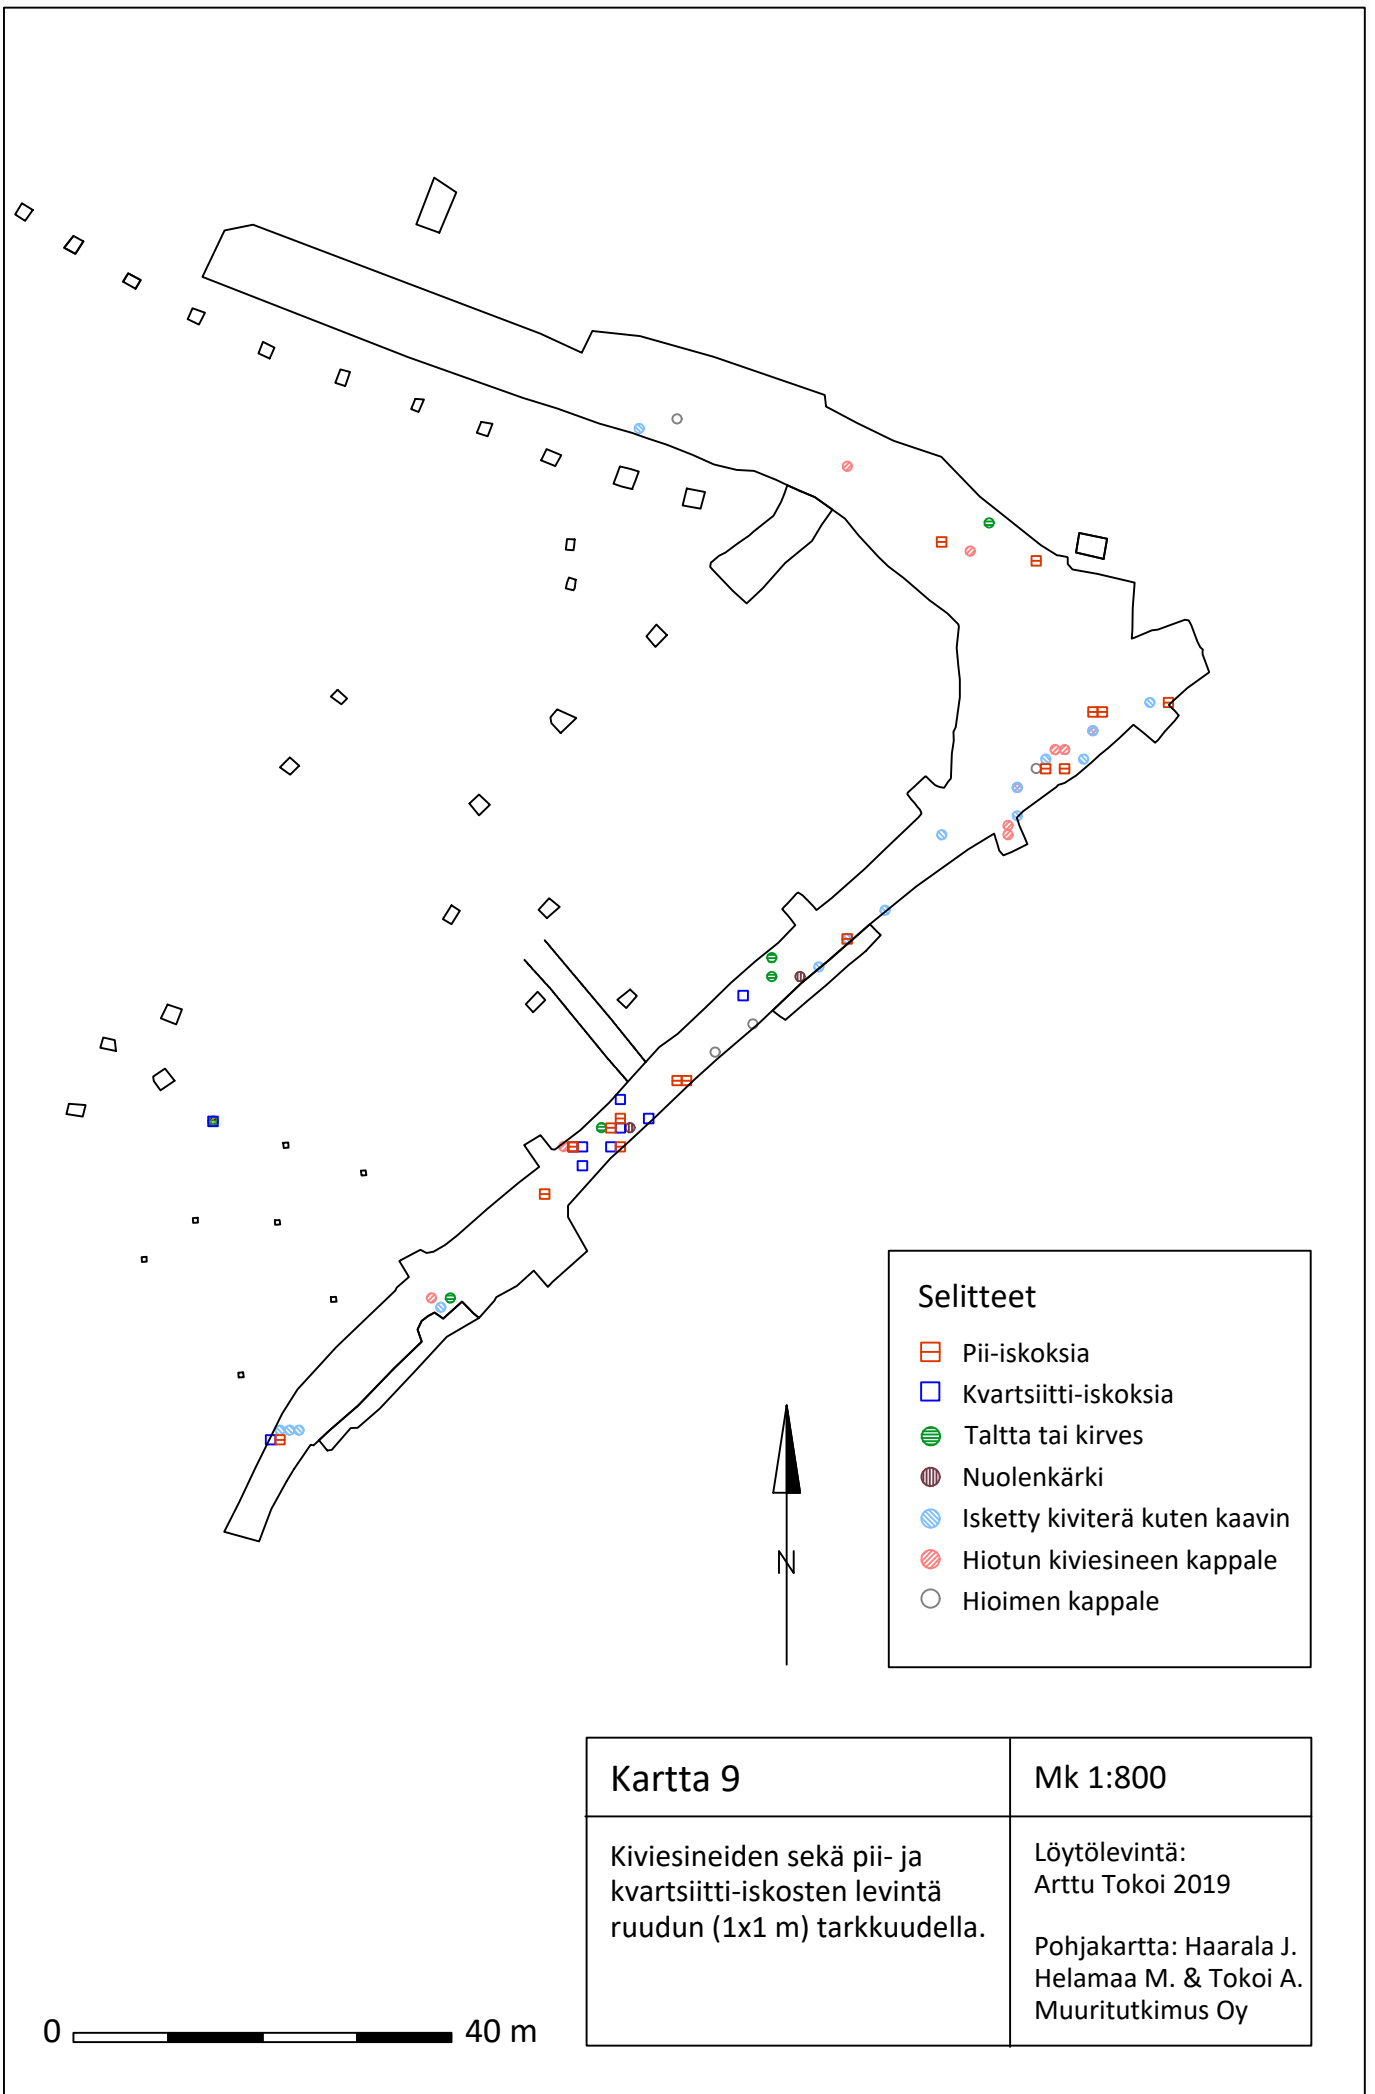 Selitteet
Pii-iskoksia
Kvartsiitti-iskoksia
Taltta tai kirves
Nuolenkärki
Isketty kiviterä kuten kaavin
Hiotun kiviesineen kappale
Hioimen kappale
N
Kartta 9
Mk 1:800
Kiviesineiden sekä pii- ja
kvartsiitti-iskosten levintä
ruudun (1x1 m) tarkkuudella.
Löytölevintä:
Arttu Tokoi 2019
Pohjakartta: Haarala J.
Helamaa M. & Tokoi A.
Muuritutkimus Oy
0 40 m